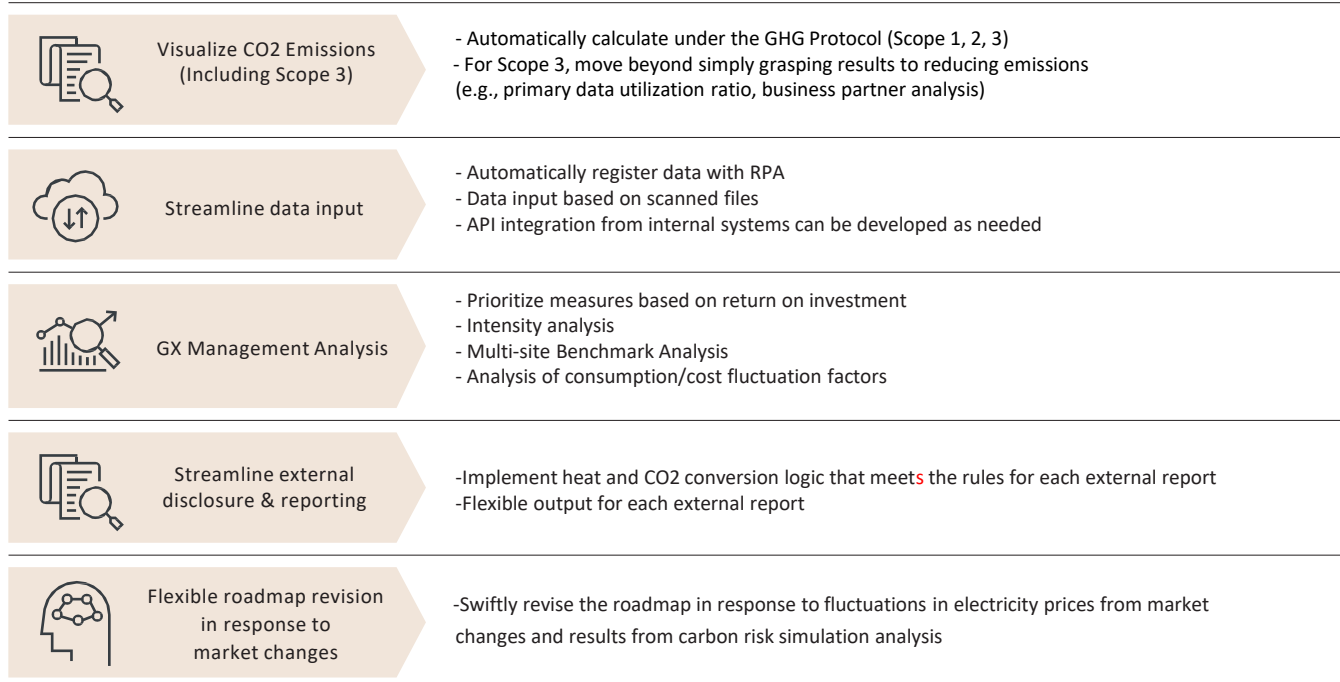 Visualize CO2 Emissions
(Including Scope 3)
- Automatically calculate under the GHG Protocol (Scope 1, 2, 3)
- For Scope 3, move beyond simply grasping results to reducing emissions
(e.g., primary data utilization ratio, business partner analysis)
Streamline data input
- Automatically register data with RPA
- Data input based on scanned files
- API integration from internal systems can be developed as needed
GX Management Analysis
- Prioritize measures based on return on investment
- Intensity analysis
- Multi-site Benchmark Analysis
- Analysis of consumption/cost fluctuation factors
Streamline external
disclosure & reporting
-Implement heat and CO2 conversion logic that meets the rules for each external report
-Flexible output for each external report
Flexible roadmap revision
in response to
market changes
-Swiftly revise the roadmap in response to fluctuations in electricity prices from market
changes and results from carbon risk simulation analysis